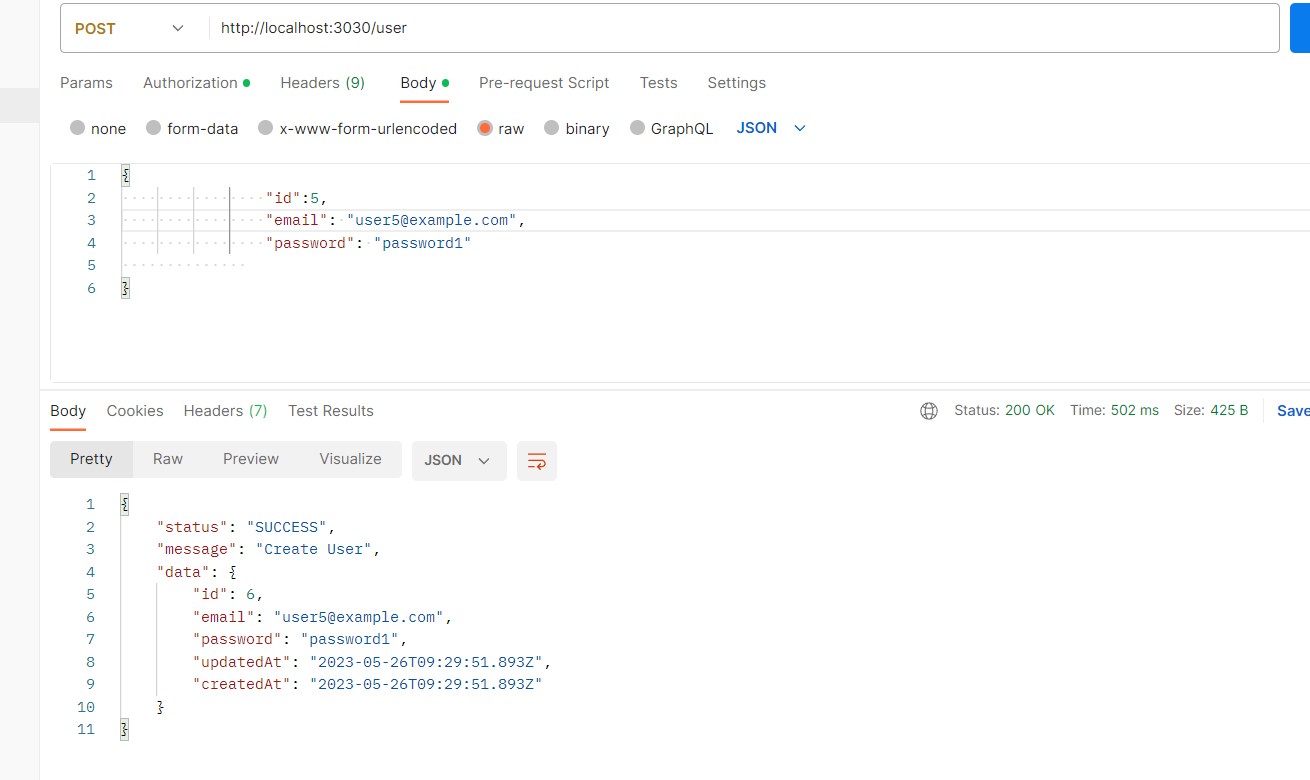 POST http://localhost:3030/user
Params Authorization Headers (9) Body Pre-request Script Tests Settings
none form-data x-www-form-urlencoded raw binary GraphQL JSON
1 {
2 "id":5,
3 "email": "user5@example.com",
4 "password": "password1"
5
6 }
Body Cookies Headers (7) Test Results Status: 200 OK Time: 502 ms Size: 425 B Save
Pretty Raw Preview Visualize JSON
1 {
2 "status": "SUCCESS",
3 "message": "Create User",
4 "data": {
5 "id": 6,
6 "email": "user5@example.com",
7 "password": "password1",
8 "updatedAt": "2023-05-26T09:29:51.893Z",
9 "createdAt": "2023-05-26T09:29:51.893Z"
10 }
11 }